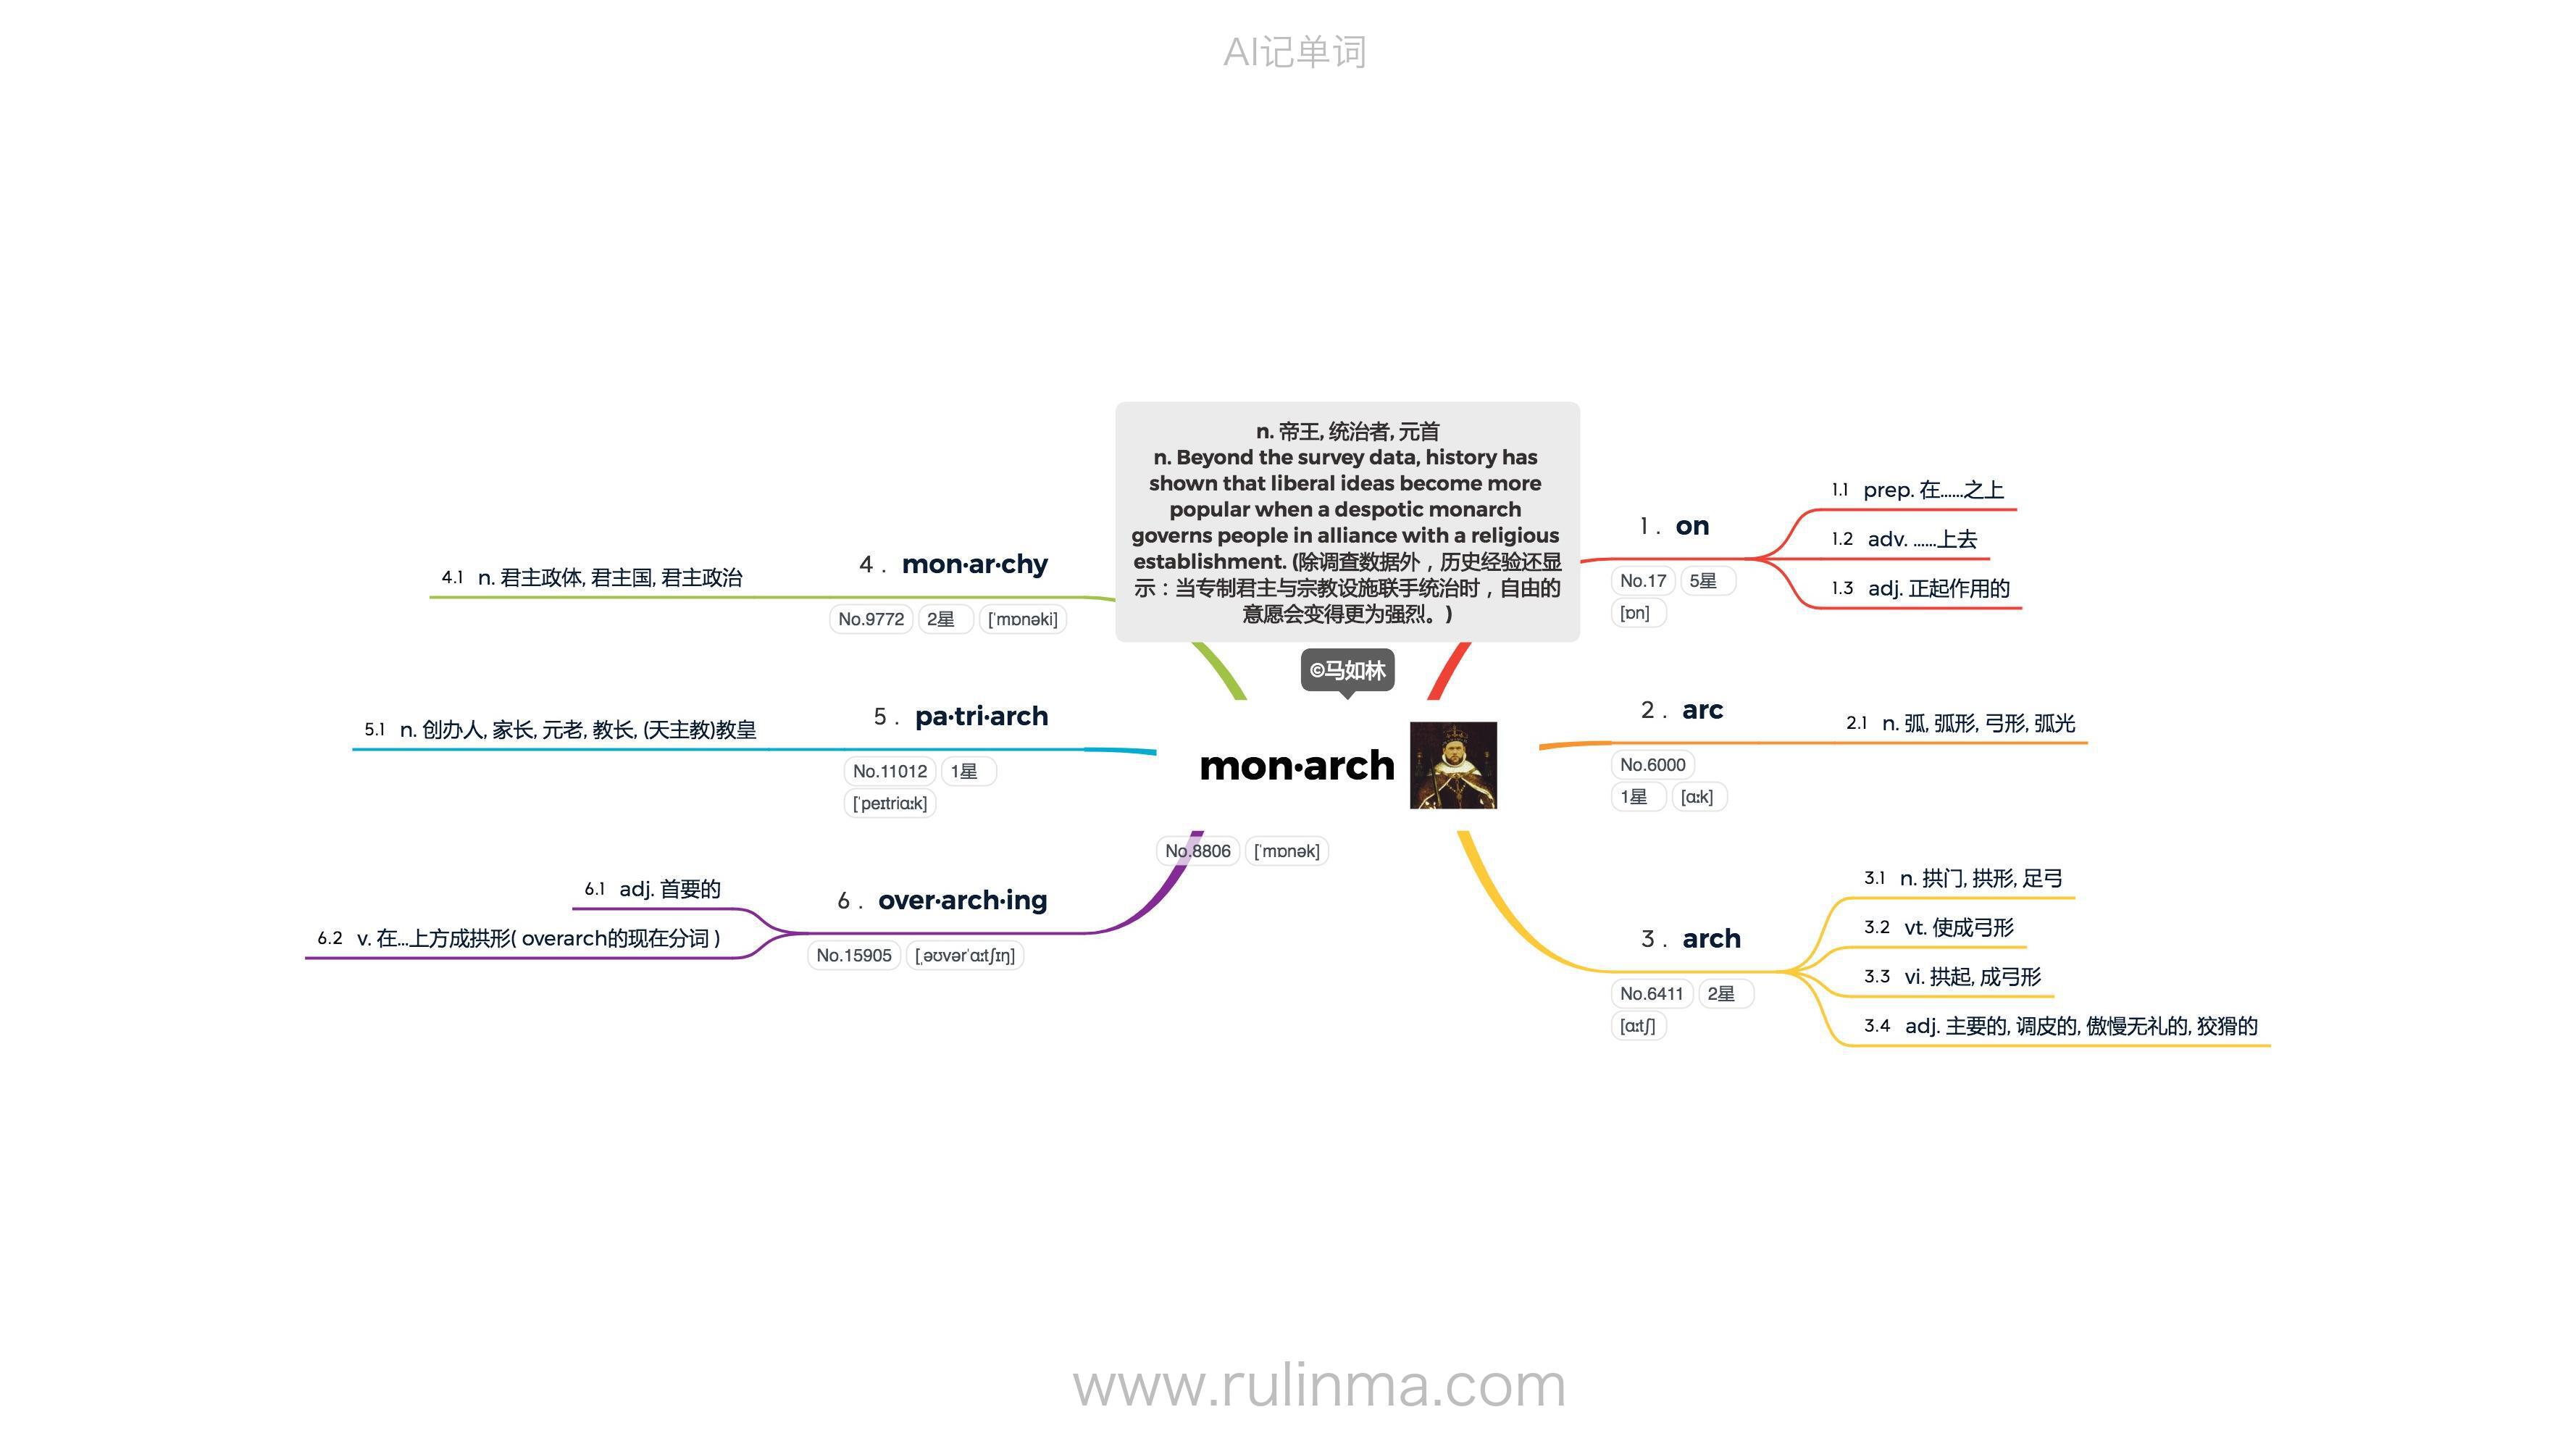 AI记单词
n. 帝王, 统治者, 元首
n. Beyond the survey data, history has
shown that liberal ideas become more
popular when a despotic monarch
governs people in alliance with a religious
establishment. (除调查数据外，历史经验还显
示：当专制君主与宗教设施联手统治时，自由的
意愿会变得更为强烈。)
©马如林
mon·arch
No.8806 [ˈmɒnək]
1 . on
No.17 5星
[ɒn]
1.1 prep. 在……之上
1.2 adv. ……上去
1.3 adj. 正起作用的
2 . arc
No.6000
1星 [ɑːk]
2.1 n. 弧, 弧形, 弓形, 弧光
3 . arch
No.6411 2星
[ɑːtʃ]
3.1 n. 拱门, 拱形, 足弓
3.2 vt. 使成弓形
3.3 vi. 拱起, 成弓形
3.4 adj. 主要的, 调皮的, 傲慢无礼的, 狡猾的
4 . mon·ar·chy
No.9772 2星 [ˈmɒnəki]
4.1 n. 君主政体, 君主国, 君主政治
5 . pa·tri·arch
No.11012 1星
[ˈpeɪtriɑːk]
5.1 n. 创办人, 家长, 元老, 教长, (天主教)教皇
6 . over·arch·ing
No.15905 [ˌəʊvərˈɑːtʃɪŋ]
6.1 adj. 首要的
6.2 v. 在…上方成拱形( overarch的现在分词 )
www.rulinma.com